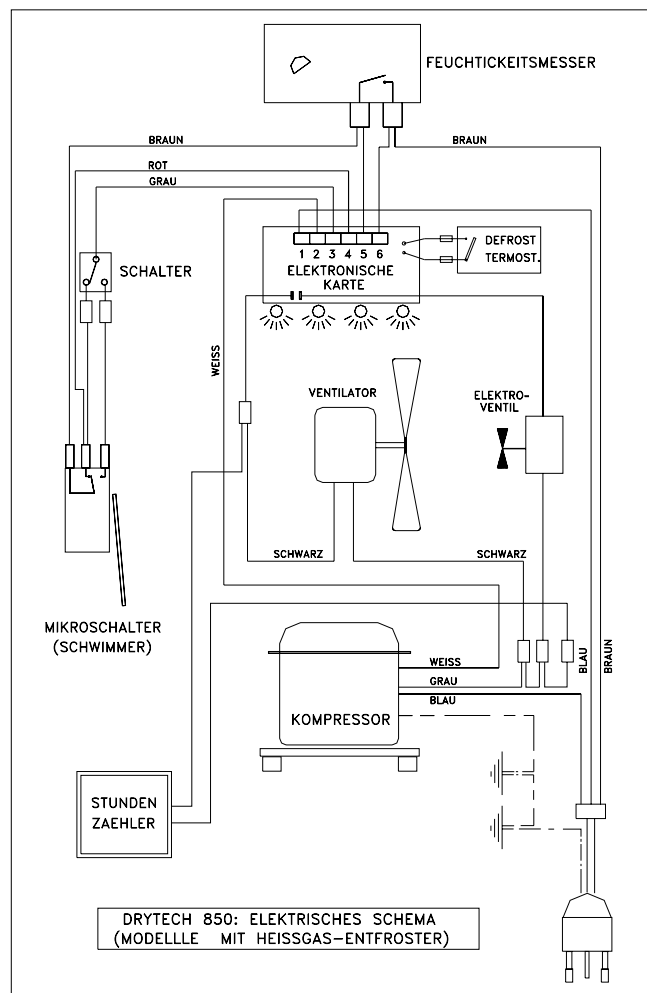 FEUCHTICKEITSMESSER
BRAUN
BRAUN
ROT
GRAU
1 2 3 4 5 6
ELEKTRONISCHE
KARTE
DEFROST
TERMOST.
SCHALTER
WEISS
VENTILATOR
ELEKTRO-
VENTIL
SCHWARZ
SCHWARZ
MIKROSCHALTER
(SCHWIMMER)
BLAU
BRAUN
WEISS
GRAU
BLAU
KOMPRESSOR
STUNDEN
ZAEHLER
DRYTECH 850: ELEKTRISCHES SCHEMA
(MODELLLE MIT HEISSGAS-ENTFROSTER)